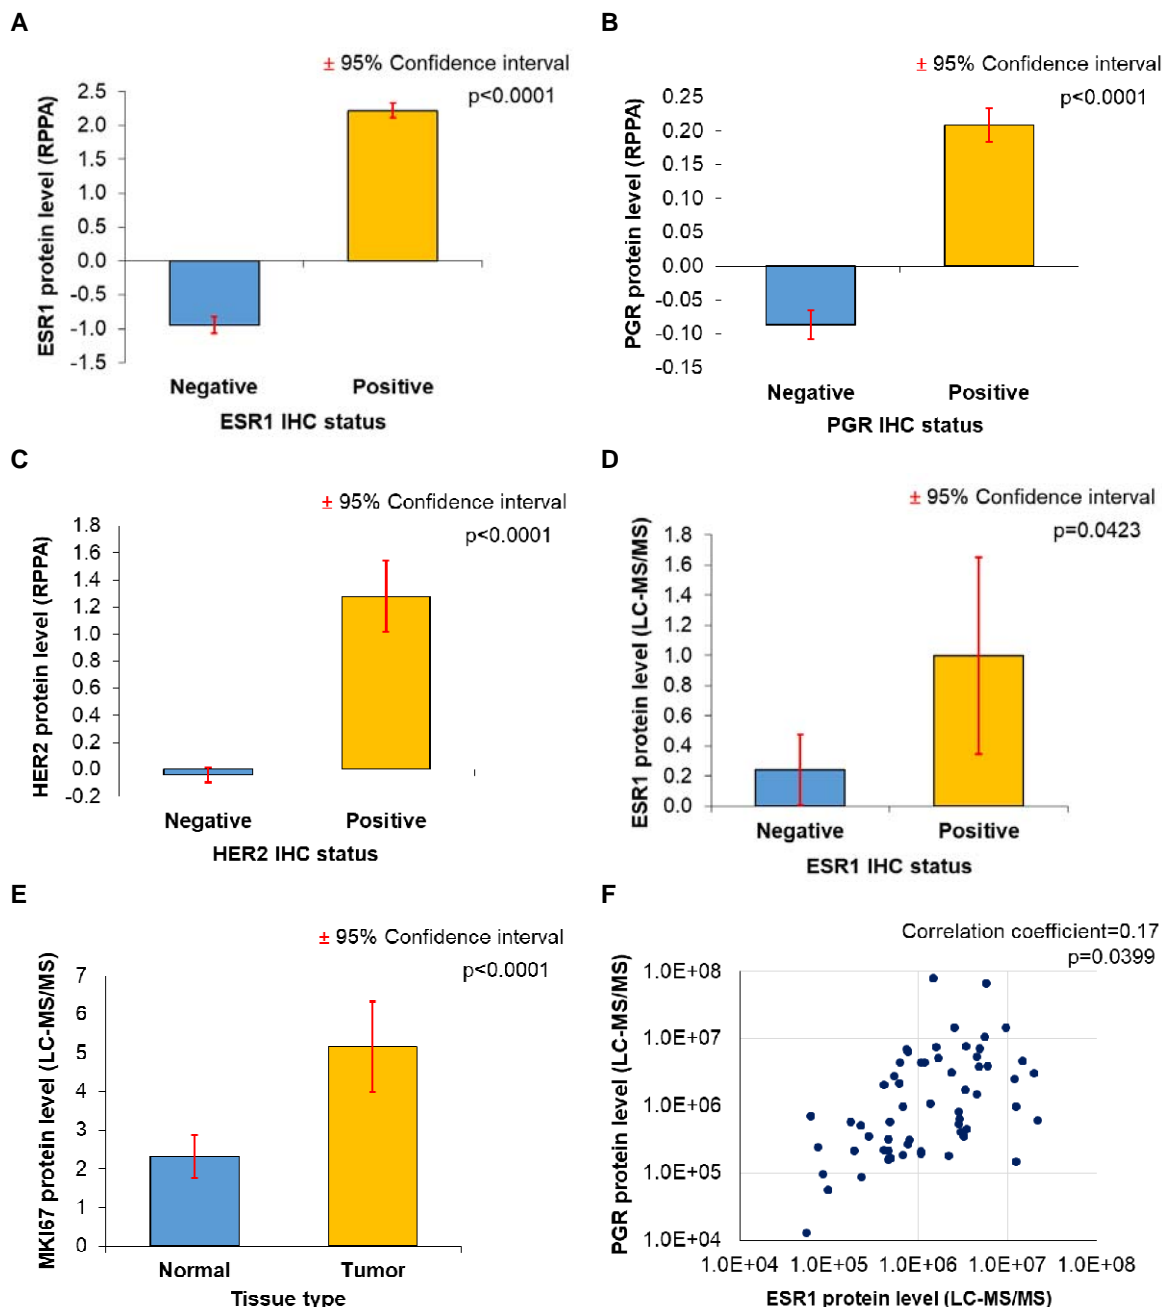 A
± 95% Confidence interval
p<0.0001
ESR1 protein level (RPPA)
2.5
2.0
1.5
1.0
0.5
0.0
-0.5
-1.0
-1.5
Negative Positive
ESR1 IHC status
B
± 95% Confidence interval
p<0.0001
PGR protein level (RPPA)
0.25
0.20
0.15
0.10
0.05
0.00
-0.05
-0.10
-0.15
Negative Positive
PGR IHC status
C
± 95% Confidence interval
p<0.0001
HER2 protein level (RPPA)
1.8
1.6
1.4
1.2
1.0
0.8
0.6
0.4
0.2
0.0
-0.2
Negative Positive
HER2 IHC status
D
± 95% Confidence interval
p=0.0423
ESR1 protein level (LC-MS/MS)
1.8
1.6
1.4
1.2
1.0
0.8
0.6
0.4
0.2
0.0
Negative Positive
ESR1 IHC status
E
± 95% Confidence interval
p<0.0001
MKI67 protein level (LC-MS/MS)
7
6
5
4
3
2
1
0
Normal Tumor
Tissue type
F
Correlation coefficient=0.17
p=0.0399
PGR protein level (LC-MS/MS)
1.0E+08
1.0E+07
1.0E+06
1.0E+05
1.0E+04
1.0E+04 1.0E+05 1.0E+06 1.0E+07 1.0E+08
ESR1 protein level (LC-MS/MS)